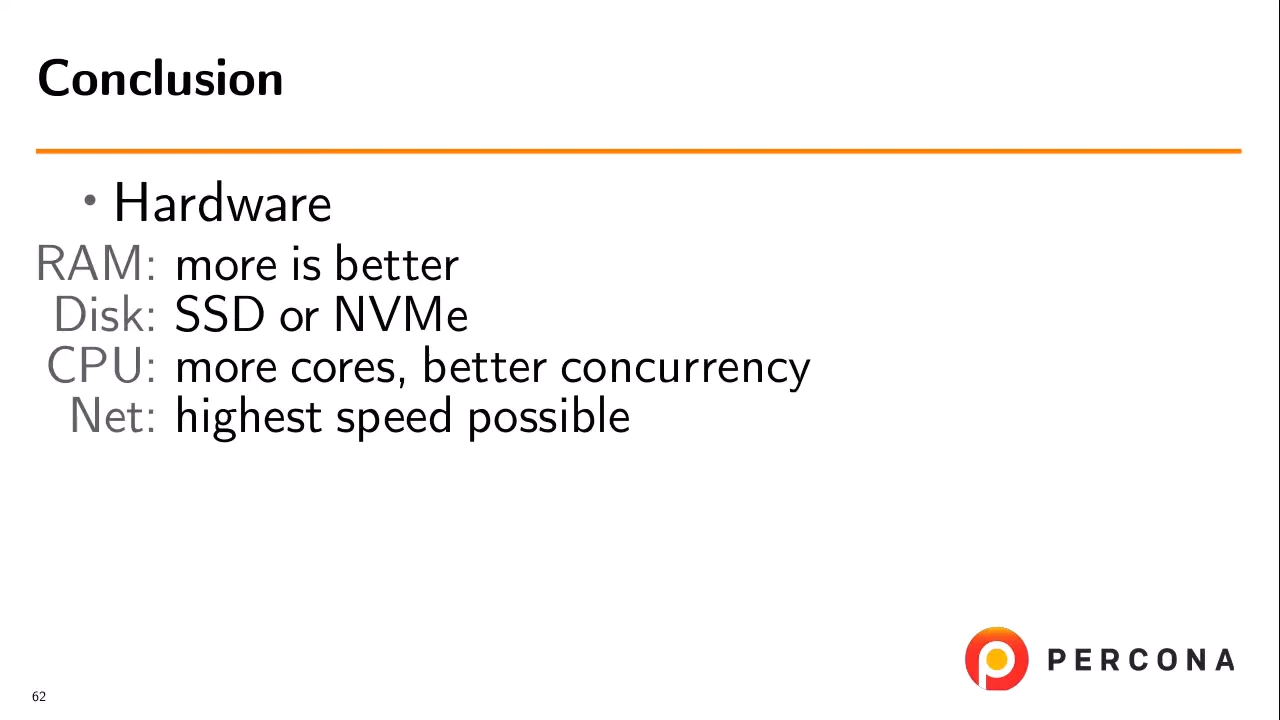 Conclusion
• Hardware
RAM: more is better
Disk: SSD or NVMe
CPU: more cores, better concurrency
Net: highest speed possible
PERCONA
62